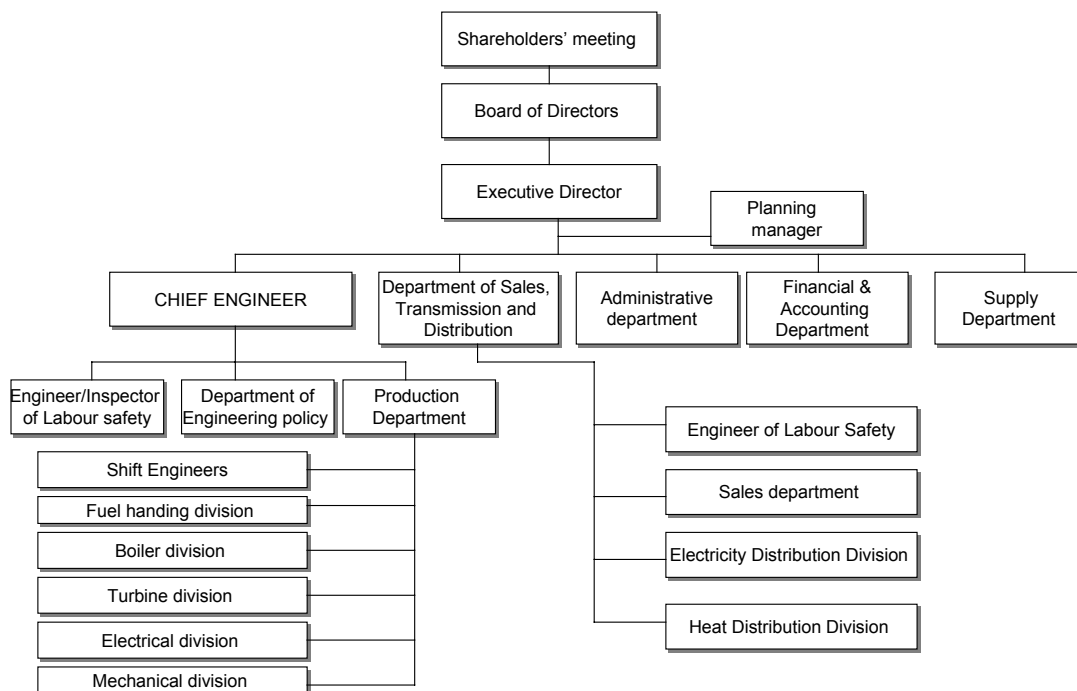 Shareholders' meeting
Board of Directors
Executive Director
Planning
manager
CHIEF ENGINEER
Department of Sales,
Transmission and
Distribution
Administrative
department
Financial &
Accounting
Department
Supply
Department
Engineer/Inspector
of Labour safety
Department of
Engineering policy
Production
Department
Shift Engineers
Fuel handing division
Boiler division
Turbine division
Electrical division
Mechanical division
Engineer of Labour Safety
Sales department
Electricity Distribution Division
Heat Distribution Division